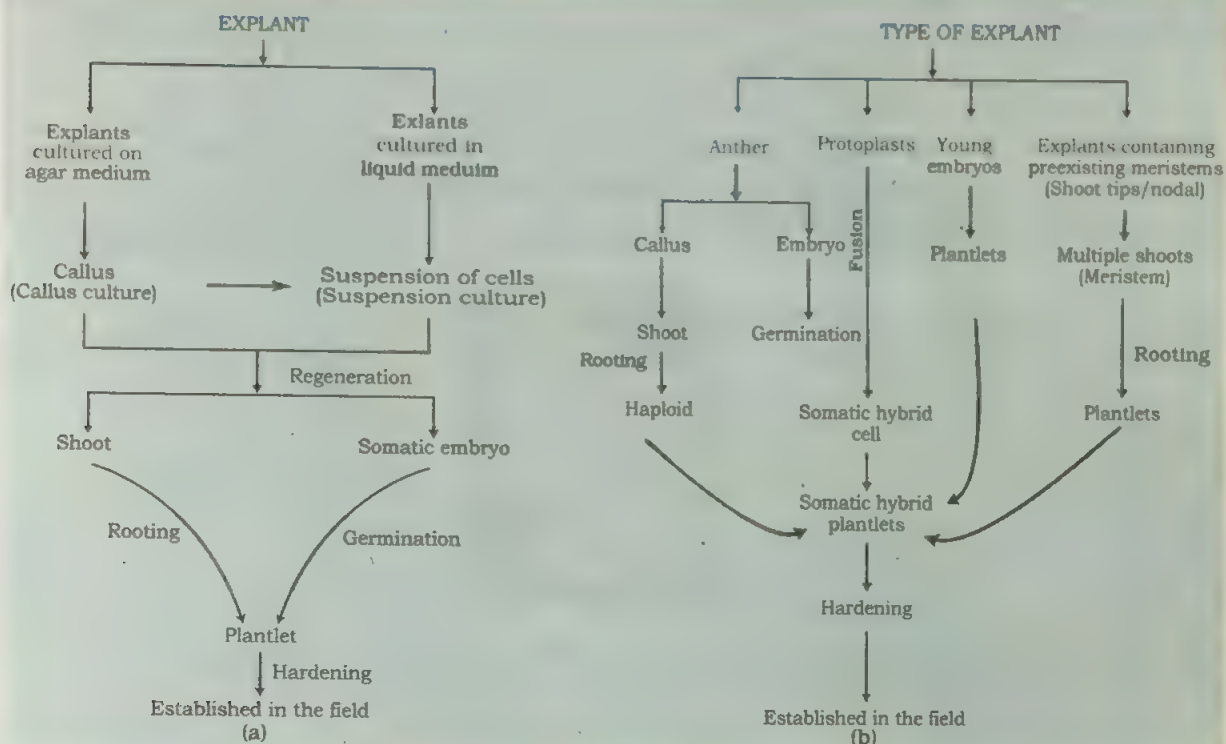 EXPLANT
Explants
cultured on
agar medium
Exlants
cultured in
liquid meduim
Callus
(Callus culture)
Suspension of cells
(Suspension culture)
Regeneration
Shoot
Somatic embryo
Rooting
Germination
Plantlet
Hardening
Established in the field
(a)
TYPE OF EXPLANT
Anther
Protoplasts
Young
embryos
Explants containing
preexisting meristems
(Shoot tips/nodal)
Callus
Embryo
Fusion
Plantlets
Multiple shoots
(Meristem)
Shoot
Germination
Rooting
Rooting
Haploid
Somatic hybrid
cell
Plantlets
Somatic hybrid
plantlets
Hardening
Established in the field
(b)